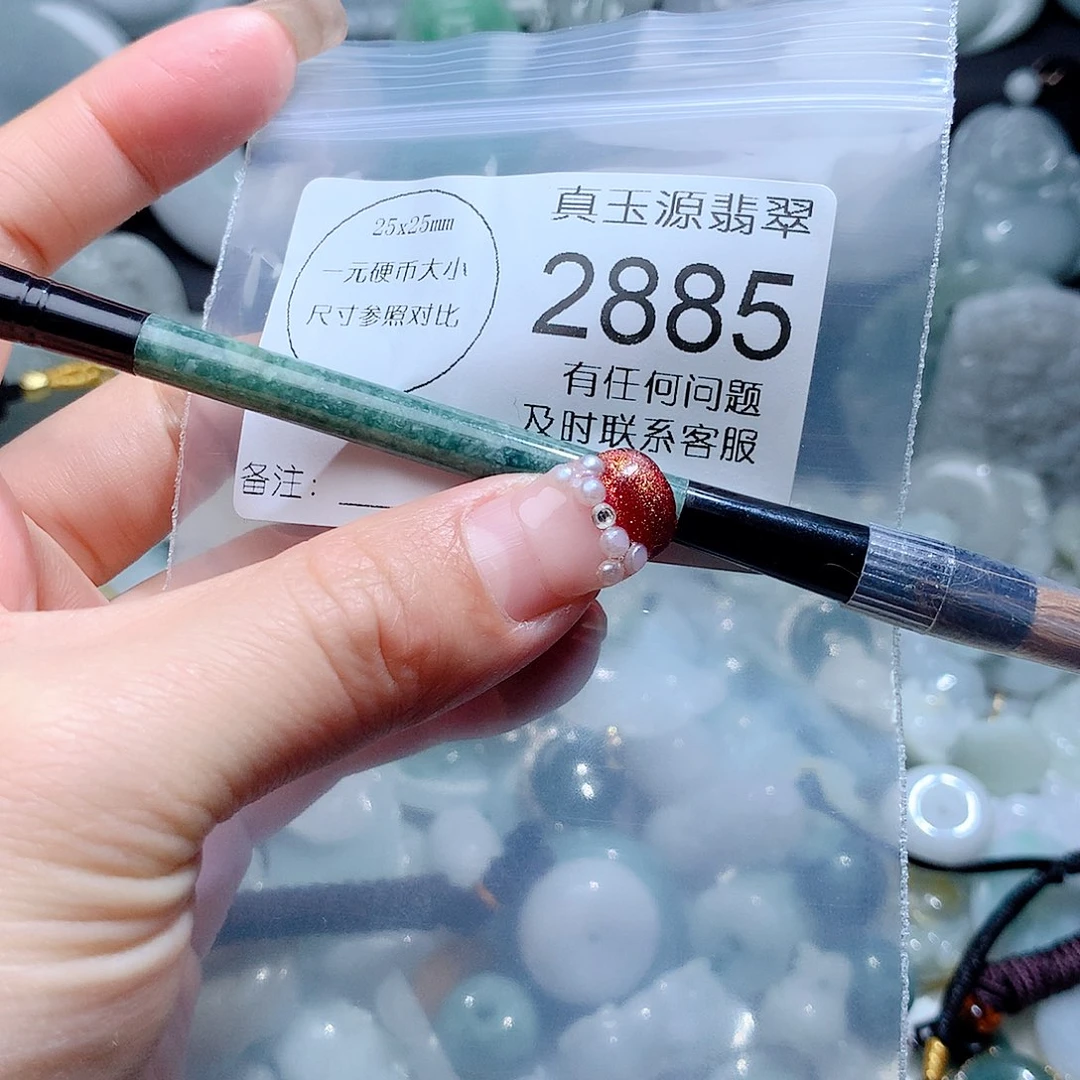 25x25mm
一元硬币大小
尺寸参照对比
真玉源翡翠
2885
有任何问题
及时联系客服
备注：